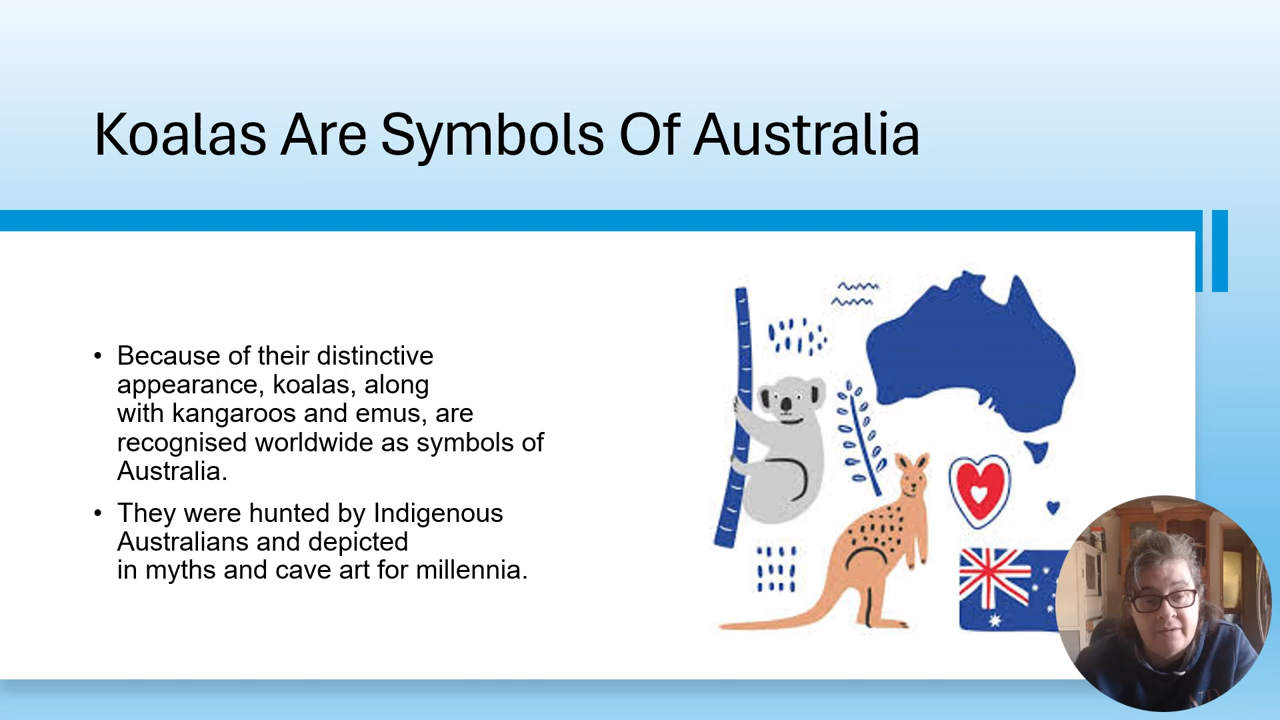 Koalas Are Symbols Of Australia
• Because of their distinctive
appearance, koalas, along
with kangaroos and emus, are
recognised worldwide as symbols of
Australia.
• They were hunted by Indigenous
Australians and depicted
in myths and cave art for millennia.